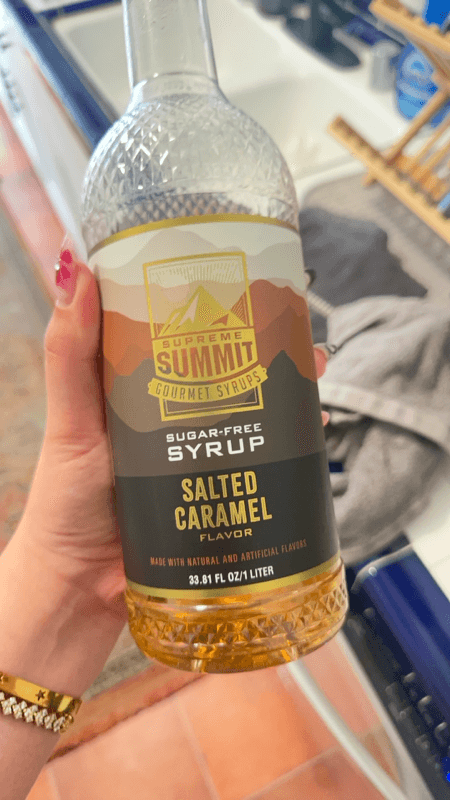 SUPREME
SUMMIT
GOURMET SYRUPS
SUGAR-FREE
SYRUP
SALTED
CARAMEL
FLAVOR
MADE WITH NATURAL AND ARTIFICIAL FLAVORS
33.81 FL OZ/1 LITER